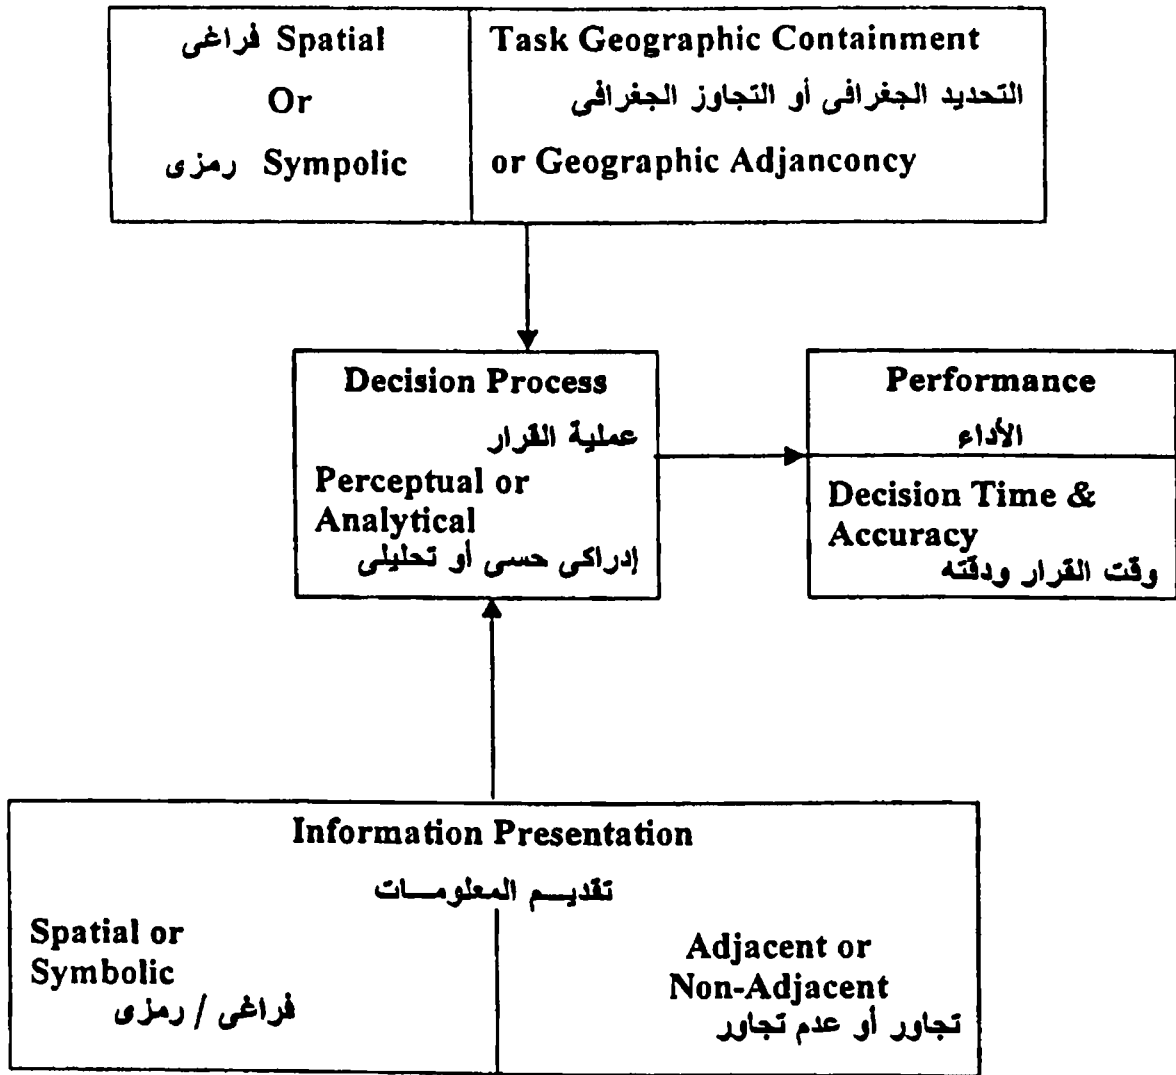 فراغى Spatial
Or
رمزى Sympolic
Task Geographic Containment
التحديد الجغرافى أو التجاوز الجغرافى
or Geographic Adjanconcy
Decision Process
عملية القرار
Perceptual or
Analytical
إدراكى حسى أو تحليلى
Performance
الأداء
Decision Time &
Accuracy
وقت القرار ودقته
Information Presentation
تقديـم المعلومـــات
Spatial or
Symbolic
فراغى / رمزى
Adjacent or
Non-Adjacent
تجاور أو عدم تجاور